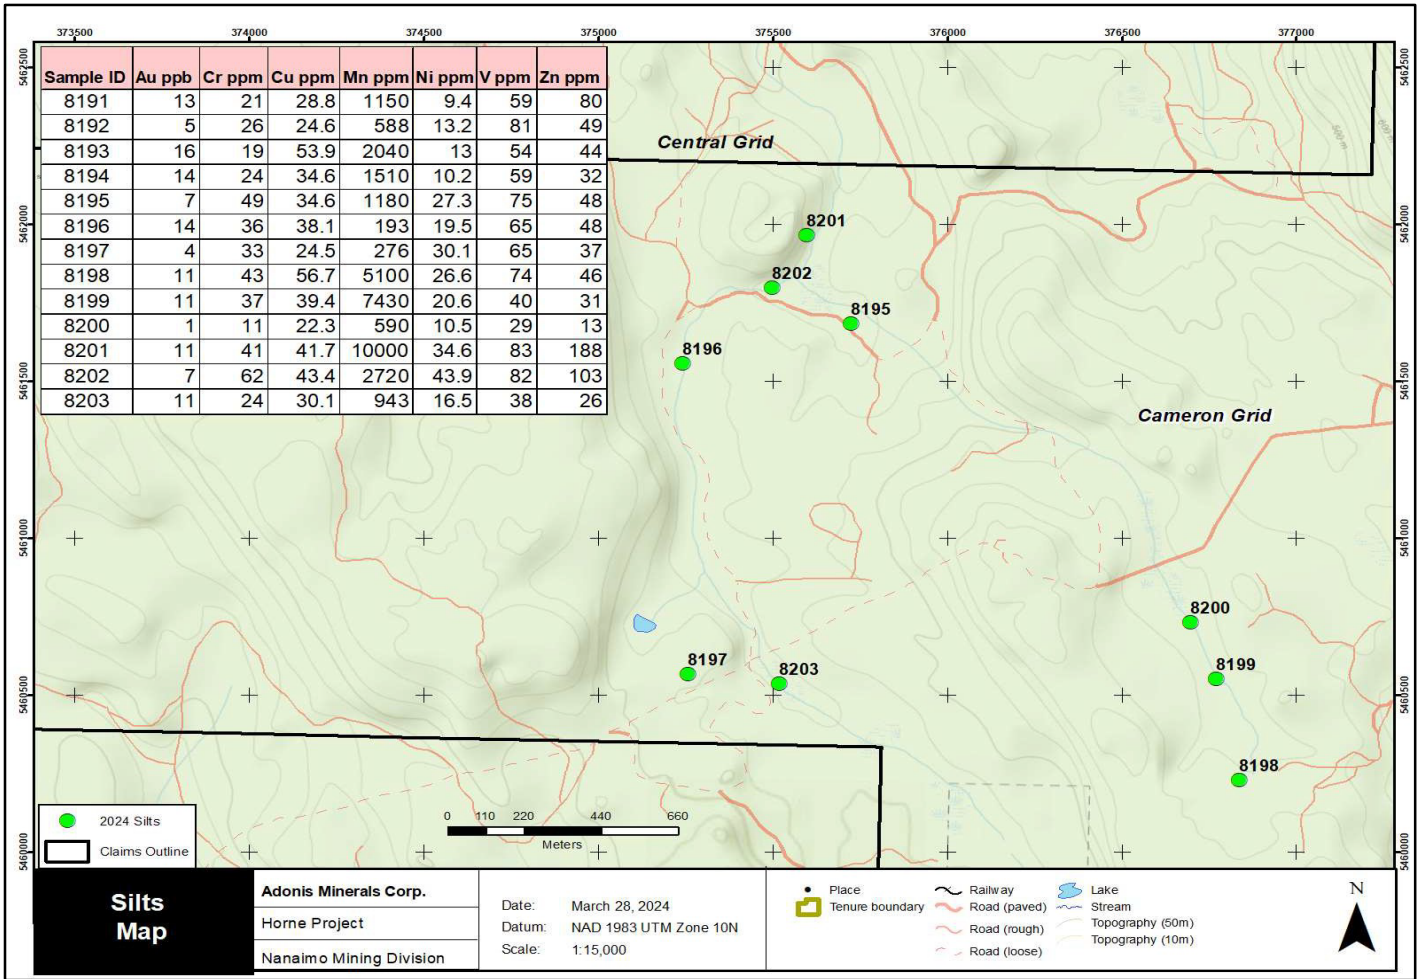 373500 374000 374500 375000 375500 376000 376500 377000
5462500 5462500
Sample ID Au ppb Cr ppm Cu ppm Mn ppm Ni ppm V ppm Zn ppm
8191 13 21 28.8 1150 9.4 59 80
8192 5 26 24.6 588 13.2 81 49
8193 16 19 53.9 2040 13 54 44
8194 14 24 34.6 1510 10.2 59 32
8195 7 49 34.6 1180 27.3 75 48
8196 14 36 38.1 193 19.5 65 48
8197 4 33 24.5 276 30.1 65 37
8198 11 43 56.7 5100 26.6 74 46
8199 11 37 39.4 7430 20.6 40 31
8200 1 11 22.3 590 10.5 29 13
8201 11 41 41.7 10000 34.6 83 188
8202 7 62 43.4 2720 43.9 82 103
8203 11 24 30.1 943 16.5 38 26
500 m
600 m
Central Grid
5462000 5462000
8201
8202
8195
8196
5461500 5461500
Cameron Grid
5461000 5461000
8200
8197
8203
8199
5460500 5460500
8198
2024 Silts
Claims Outline
0 110 220 440 660
Meters
5460000 5460000
Silts
Map
Adonis Minerals Corp.
Horne Project
Nanaimo Mining Division
Date: March 28, 2024
Datum: NAD 1983 UTM Zone 10N
Scale: 1:15,000
Place
Tenure boundary
Railway
Road (paved)
Road (rough)
Road (loose)
Lake
Stream
Topography (50m)
Topography (10m)
N